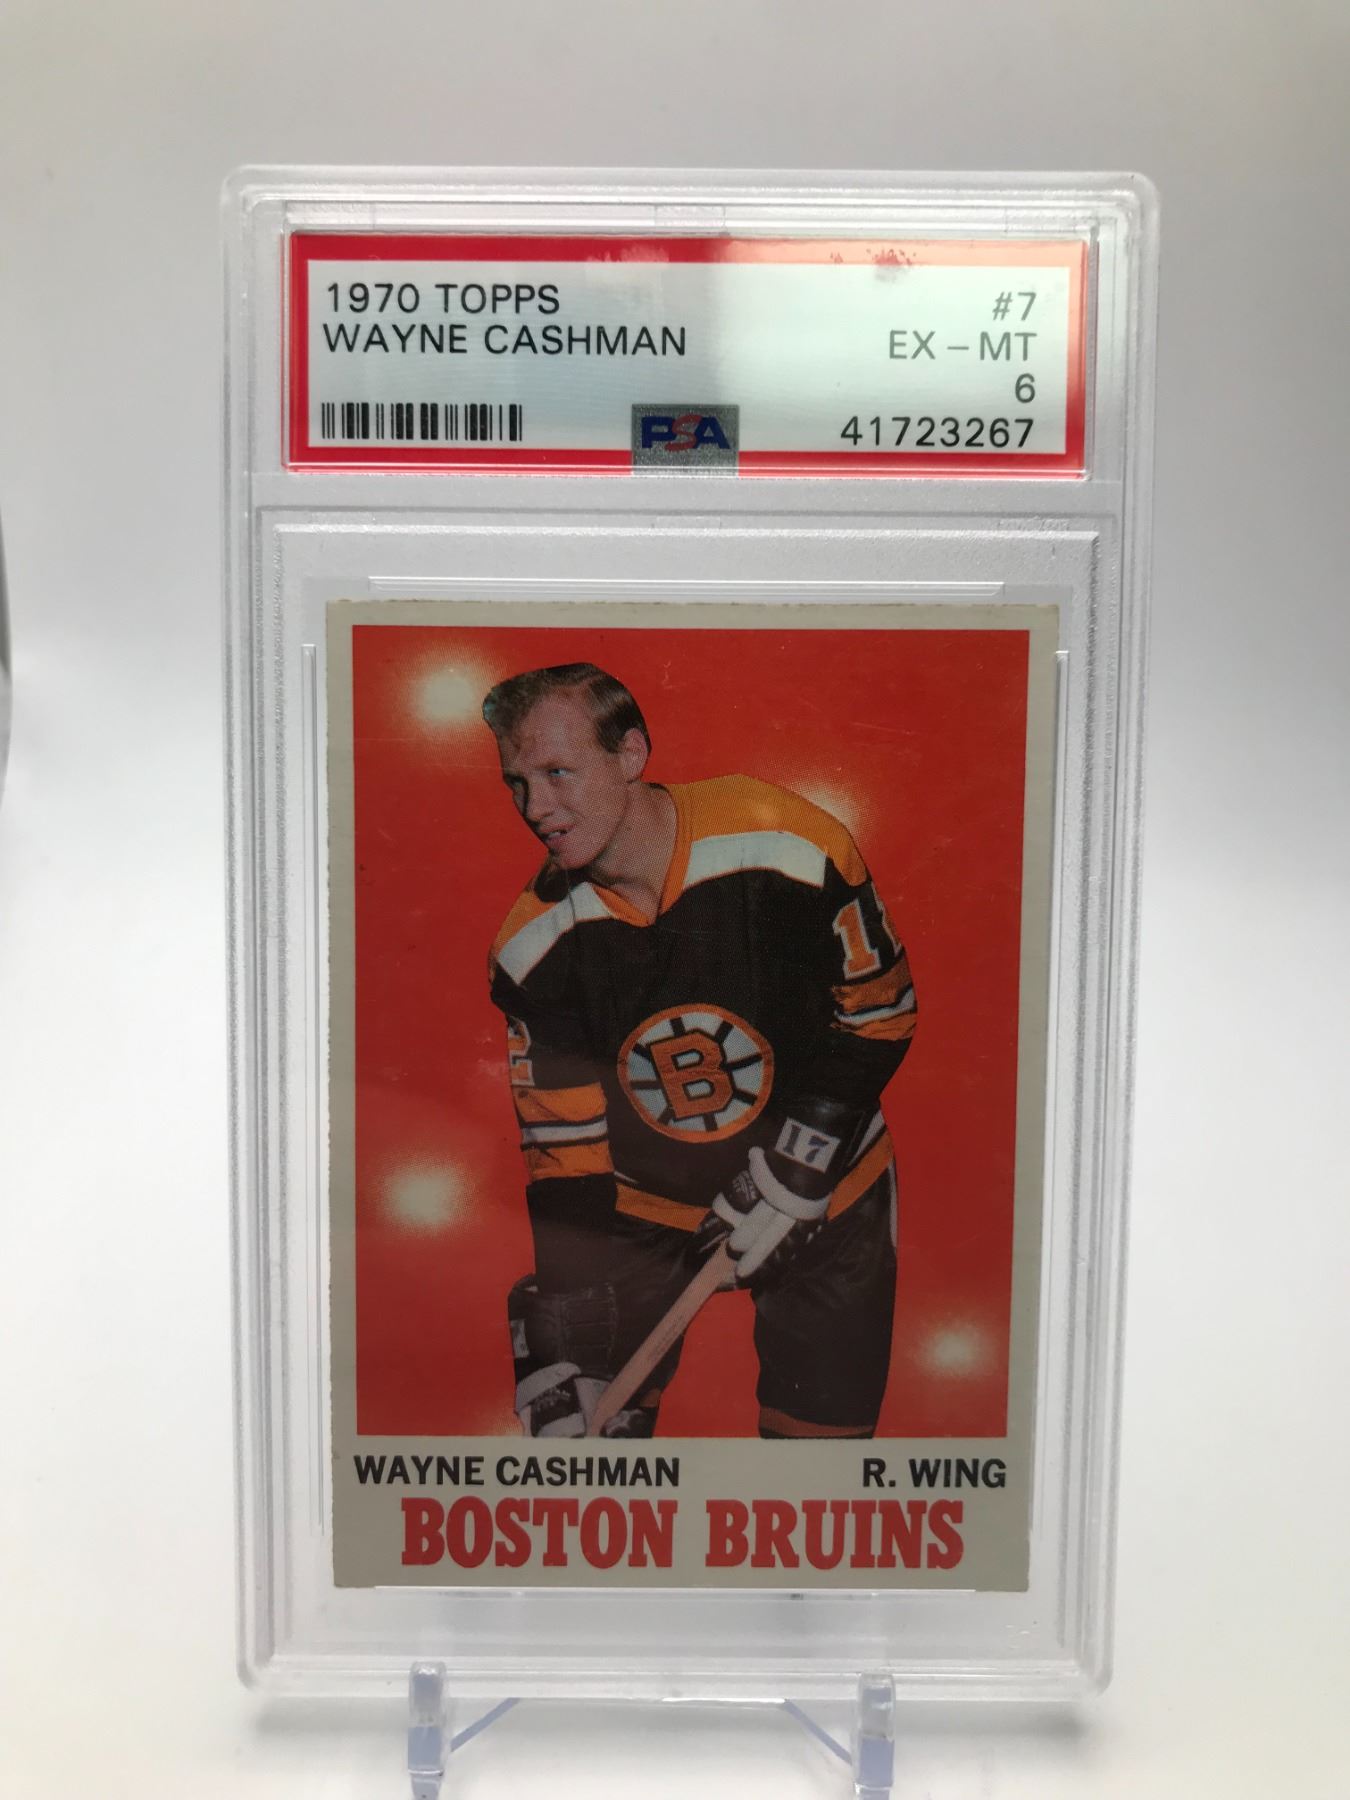 1970 TOPPS #7
WAYNE CASHMAN EX - MT
6
PSA 41723267
17
B
17
WAYNE CASHMAN R. WING
BOSTON BRUINS